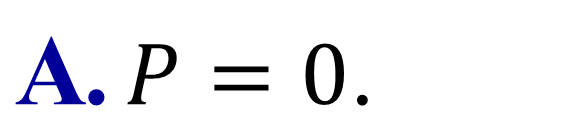 A. P = 0.